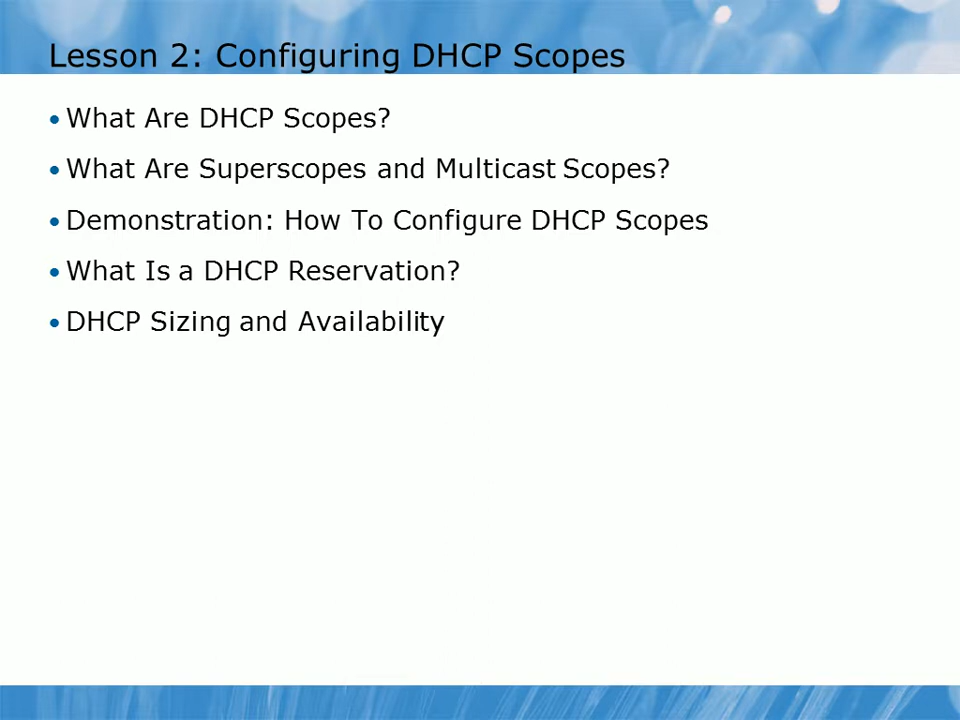 Lesson 2: Configuring DHCP Scopes
• What Are DHCP Scopes?
• What Are Superscopes and Multicast Scopes?
• Demonstration: How To Configure DHCP Scopes
• What Is a DHCP Reservation?
• DHCP Sizing and Availability